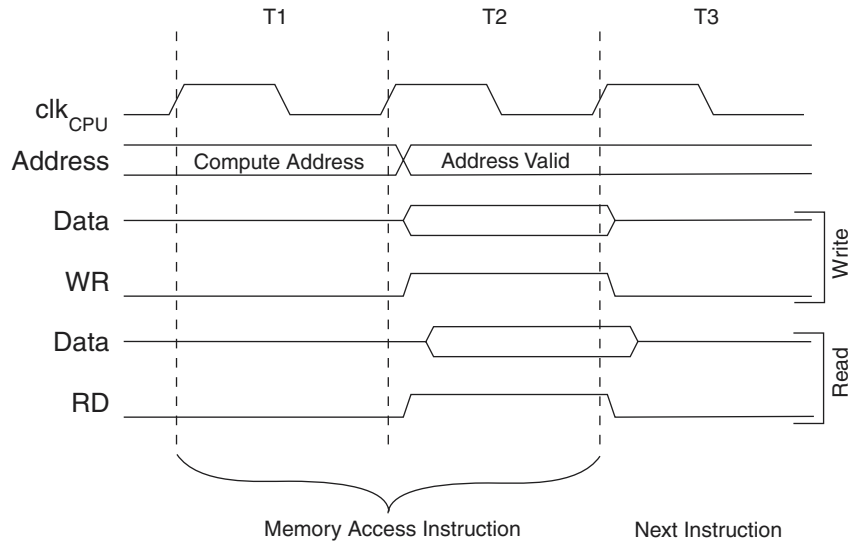 T1 T2 T3
clkCPU
Address Compute Address Address Valid
Data
WR
Write
Data
RD
Read
Memory Access Instruction Next Instruction